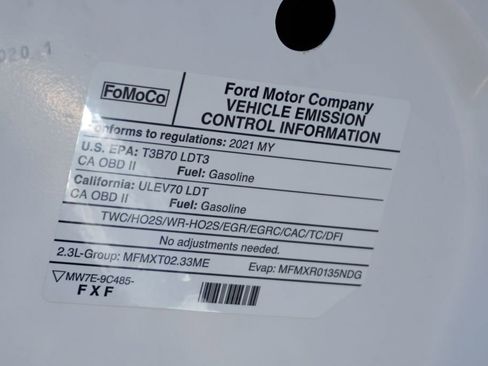 020 1
FoMoCo
Ford Motor Company
VEHICLE EMISSION
CONTROL INFORMATION
Conforms to regulations: 2021 MY
U.S. EPA: T3B70 LDT3
CA OBD II Fuel: Gasoline
California: ULEV70 LDT
CA OBD II Fuel: Gasoline
TWC/HO2S/WR-HO2S/EGR/EGRC/CAC/TC/DFI
No adjustments needed.
2.3L-Group: MFMXT02.33ME Evap: MFMXR0135NDG
MW7E-9C485-
FXF